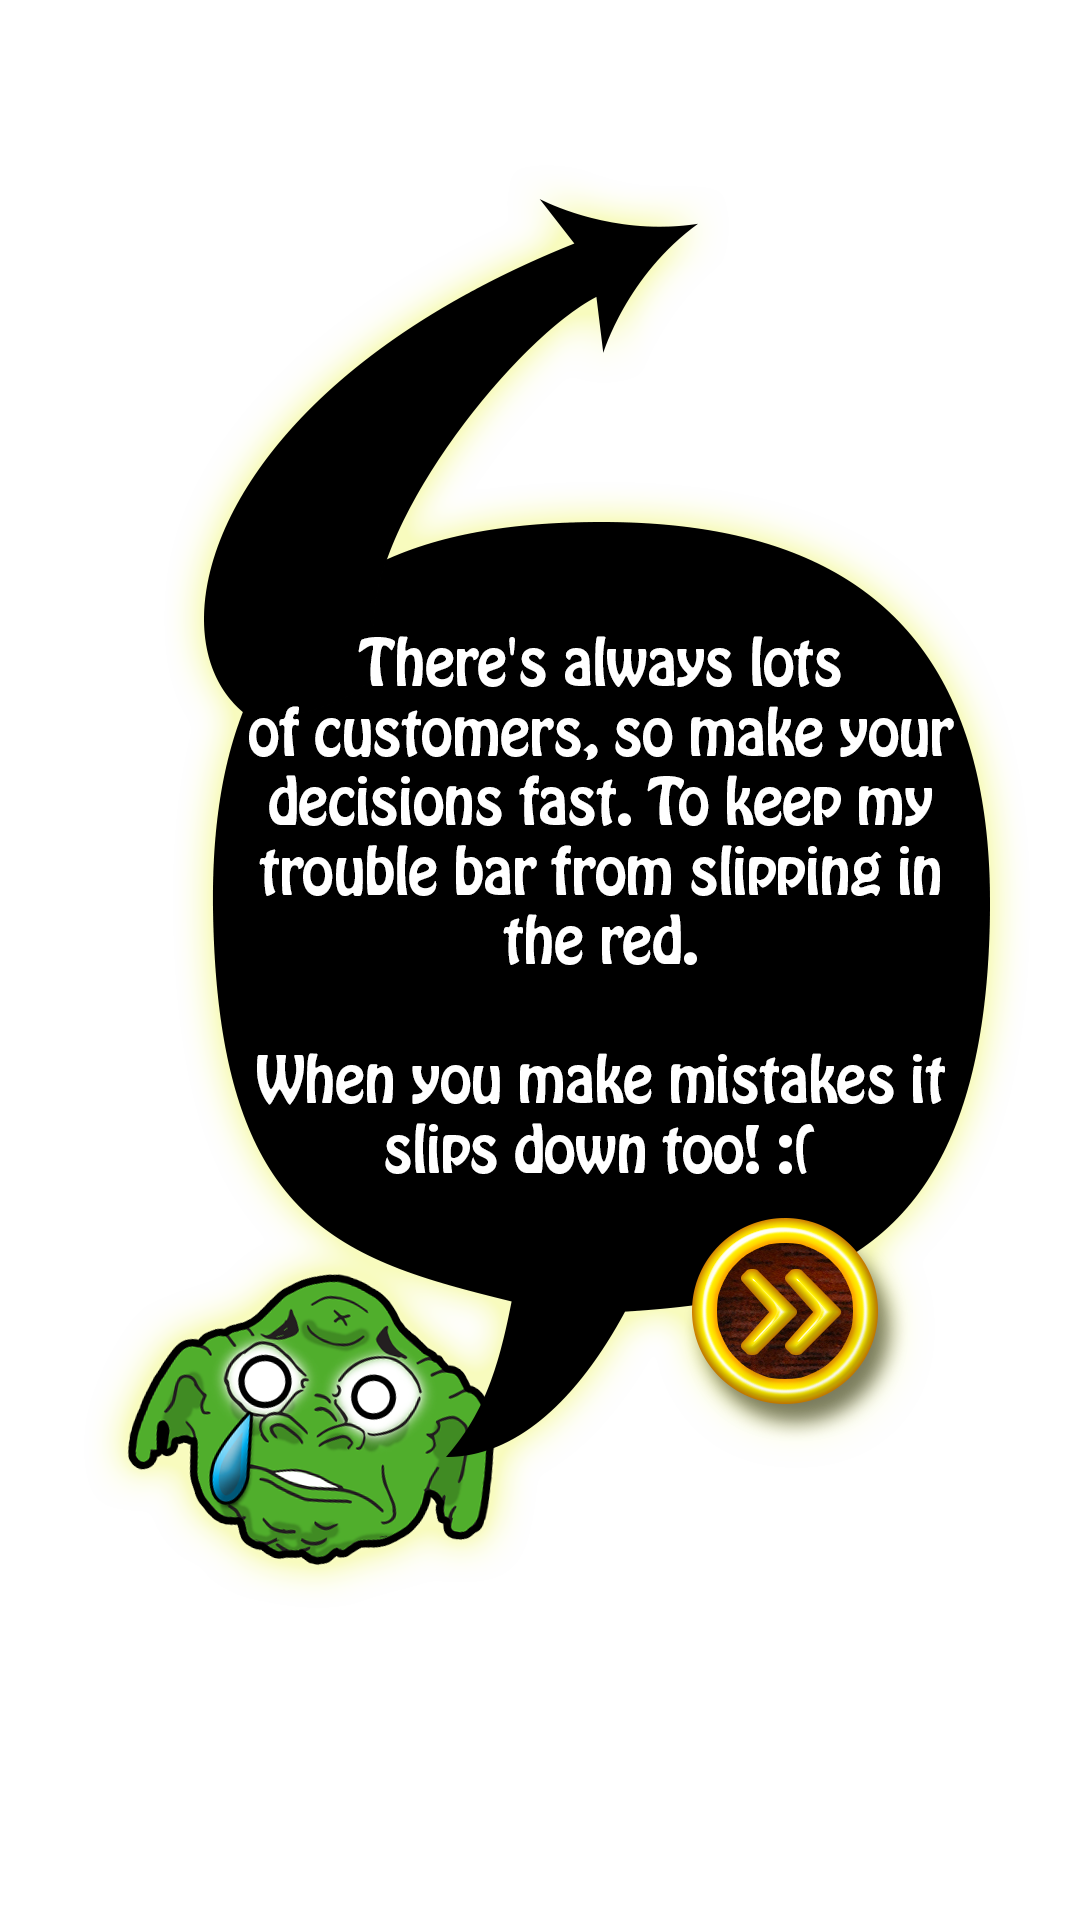 There's always lots
of customers, so make your
decisions fast. To keep my
trouble bar from slipping in
the red.
When you make mistakes it
slips down too! :(